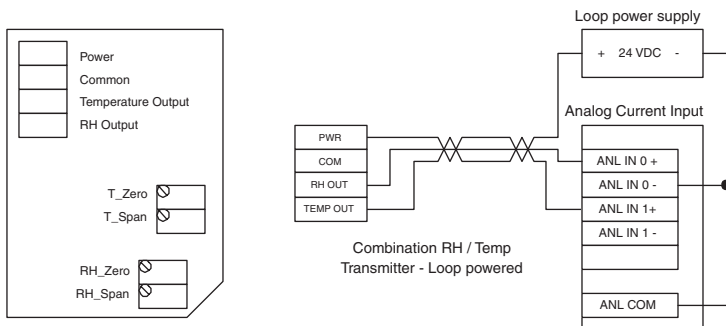 Power
Common
Temperature Output
RH Output
T_Zero
T_Span
RH_Zero
RH_Span
PWR
COM
RH OUT
TEMP OUT
Combination RH / Temp
Transmitter - Loop powered
Loop power supply
+ 24 VDC -
Analog Current Input
ANL IN 0 +
ANL IN 0 -
ANL IN 1+
ANL IN 1 -
ANL COM